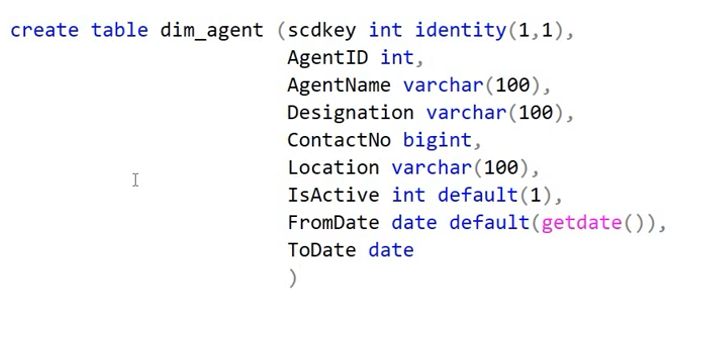 create table dim_agent (scdkey int identity(1,1),
AgentID int,
AgentName varchar(100),
Designation varchar(100),
ContactNo bigint,
Location varchar(100),
IsActive int default(1),
FromDate date default(getdate()),
ToDate date
)